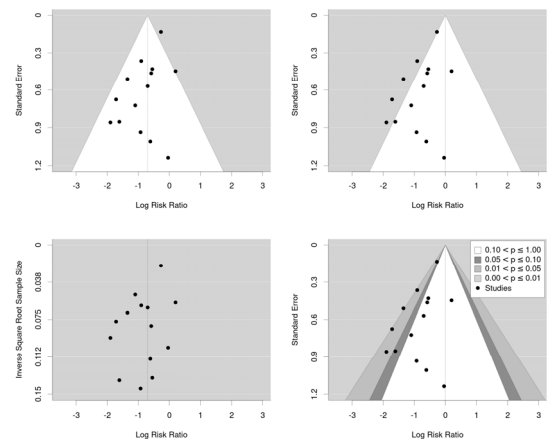 0
0.3
0.6
0.9
1.2
Standard Error
-3 -2 -1 0 1 2 3
Log Risk Ratio
0
0.3
0.6
0.9
1.2
Standard Error
-3 -2 -1 0 1 2 3
Log Risk Ratio
0
0.038
0.075
0.112
0.15
Inverse Square Root Sample Size
-3 -2 -1 0 1 2 3
Log Risk Ratio
0
0.3
0.6
0.9
1.2
Standard Error
-3 -2 -1 0 1 2 3
Log Risk Ratio
0.10 < p ≤ 1.00
0.05 < p ≤ 0.10
0.01 < p ≤ 0.05
0.00 < p ≤ 0.01
Studies